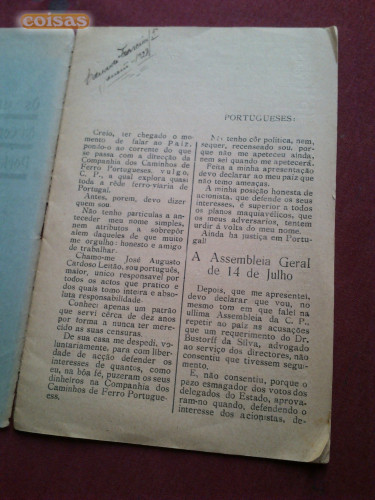 coisas
PORTUGUESES:
Creio, ter chegado o mo-
mento de falar ao Paiz,
pondo-o ao corrente do que
se passa com a direcção da
Companhia dos Caminhos de
Ferro Portugueses, vulgo,
C. P., a qual explora quasi
toda a rêde ferro-viaria de
Portugal.
Antes, porem, devo dizer
quem sou.
Não tenho particulas a an-
teceder meu nome simples,
nem atributos a sobrepôr
além daqueles de que muito
me orgulho: honesto e amigo
de trabalhar.
Chamo-me José Augusto
Cardoso Leitão, sou português,
maior, unico responsavel por
todos os actos que pratico e
dos quais tomo inteira e abso-
luta responsabilidade.
Conheci apenas um patrão
que servi cerca de dez anos
por forma a nunca ter mere-
cido as suas censuras.
De sua casa me despedi, vo-
luntariamente, para com liber-
dade de acção defender os
interesses de quantos, como
eu, na bôa fé, puzeram os seus
dinheiros na Companhia dos
Caminhos de Ferro Portugue-
ses.
Não tenho côr politica, nem,
sequer, recenseado sou, por-
que não me apeteceu ainda,
nem sei quando me apetecerá.
Feita a minha apresentação
devo declarar ao meu paiz que
não temo ameaças.
A minha posição honesta de
acionista, que defende os seus
interesses, é superior a todos
os planos maquiavélicos, que
os meus adversarios, tentem
urdir á volta do meu nome.
Ainda ha justiça em Portu-
gal!
A Assembleia Geral
de 14 de Julho
Depois, que me apresentei,
devo declarar que vou, no
mesmo tom em que falei na
ultima Assembleia da C. P.,
repetir ao paiz as acusações
que um requerimento do Dr.
Bustorff da Silva, advogado
ao serviço dos directores, não
consentiu que tivessem segui-
mento.
E, não consentiu, porque o
pezo esmagador dos votos dos
delegados do Estado, aprova-
ram-no quando, defendendo o
interesse dos acionistas, de-